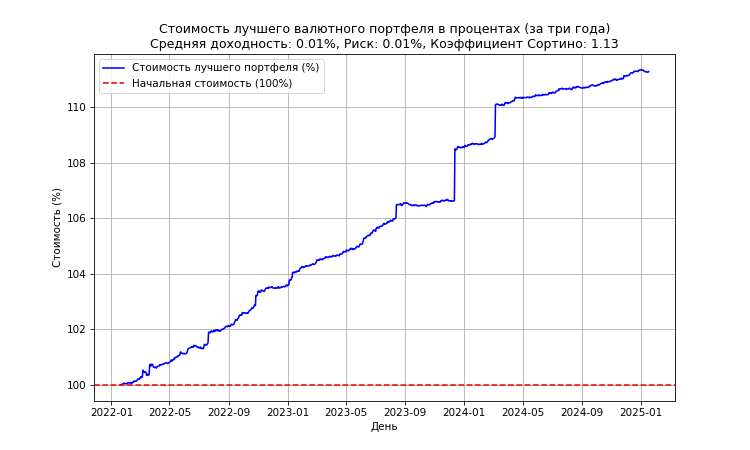 Стоимость лучшего валютного портфеля в процентах (за три года)
Средняя доходность: 0.01%, Риск: 0.01%, Коэффициент Сортино: 1.13
Стоимость лучшего портфеля (%)
Начальная стоимость (100%)
Стоимость (%)
110
108
106
104
102
100
2022-01 2022-05 2022-09 2023-01 2023-05 2023-09 2024-01 2024-05 2024-09 2025-01
День